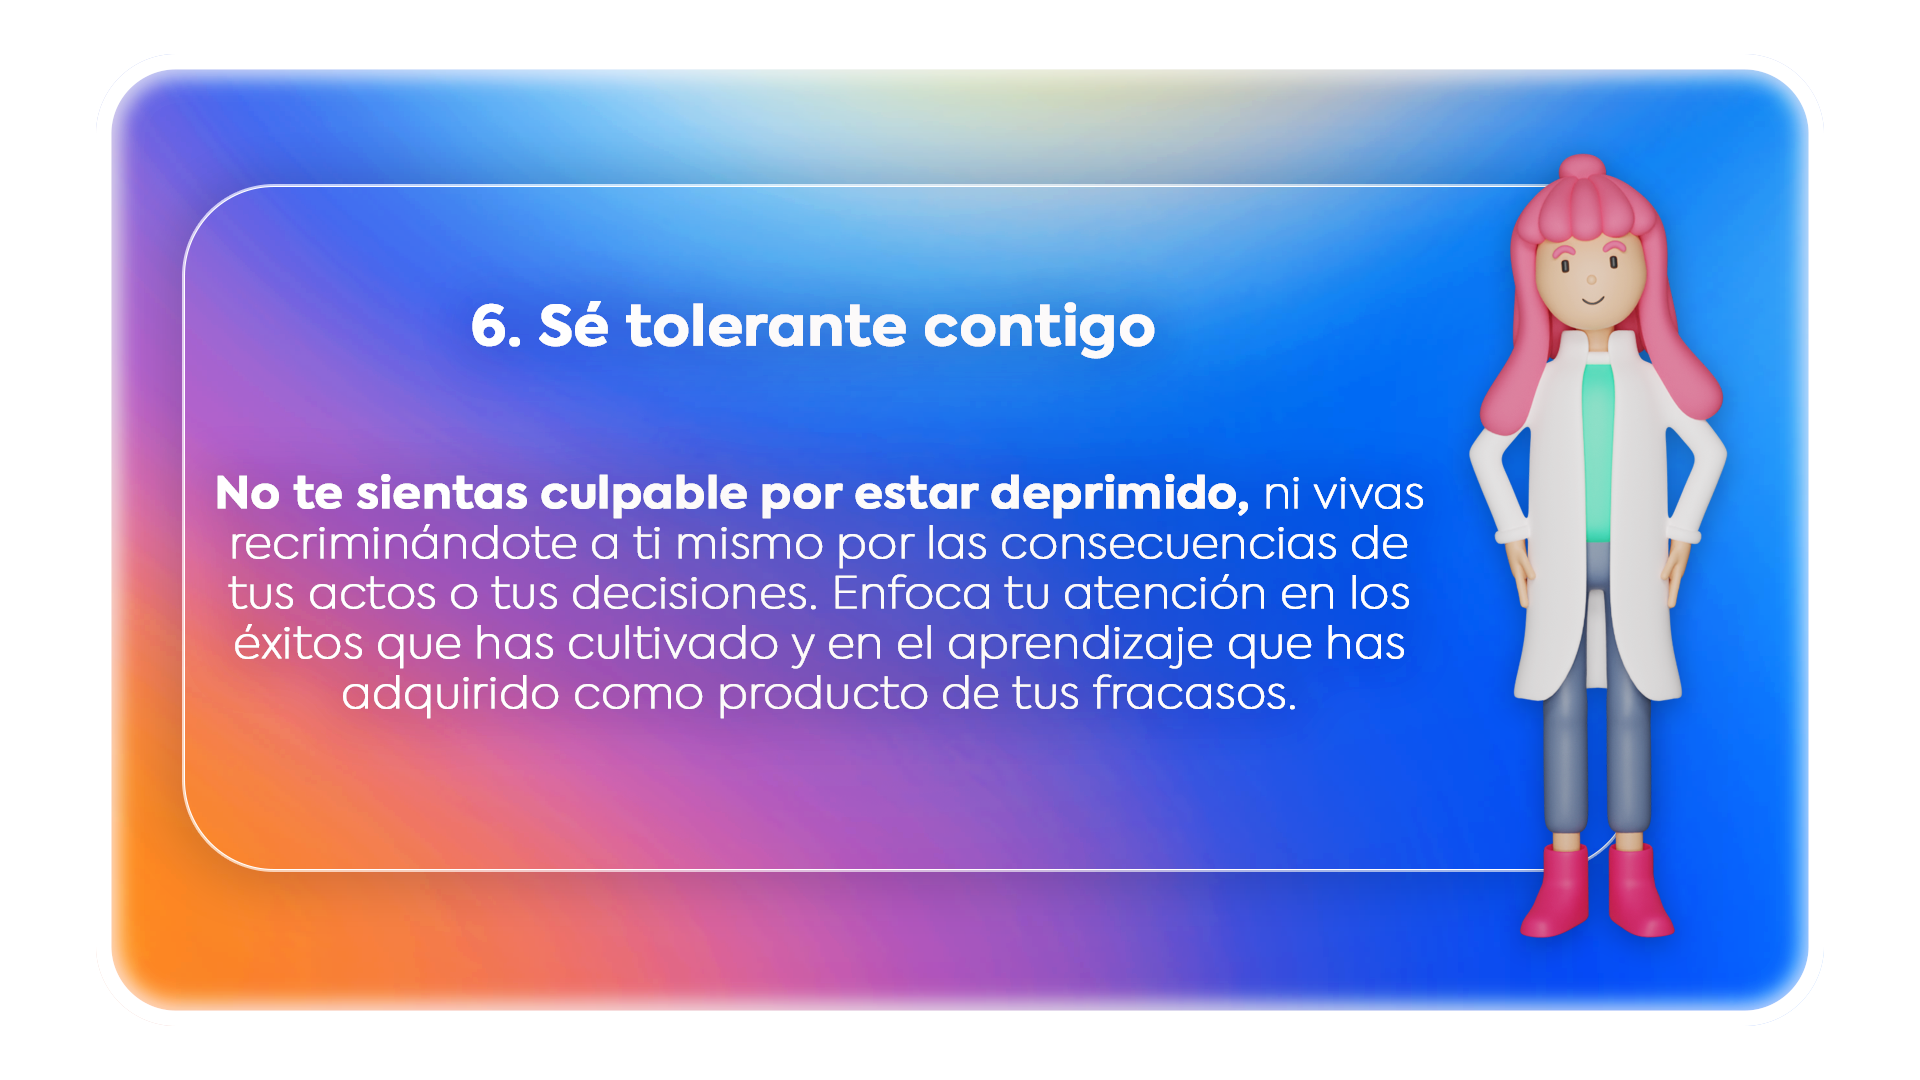 6. Sé tolerante contigo
No te sientas culpable por estar deprimido, ni vivas
recriminándote a ti mismo por las consecuencias de
tus actos o tus decisiones. Enfoca tu atención en los
éxitos que has cultivado y en el aprendizaje que has
adquirido como producto de tus fracasos.